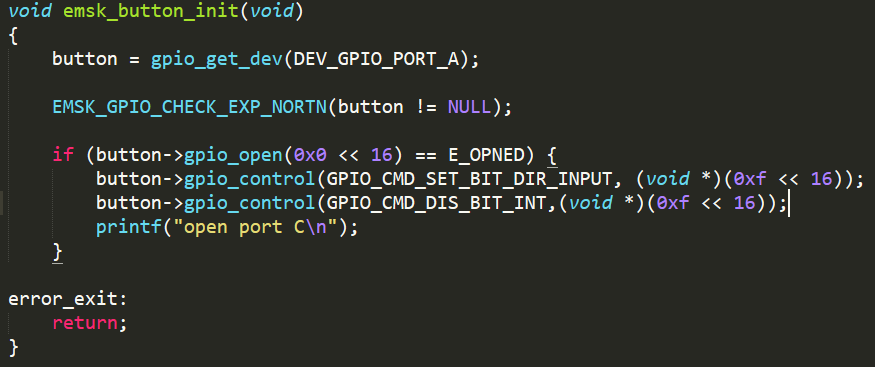 void emsk_button_init(void)
{
    button = gpio_get_dev(DEV_GPIO_PORT_A);
    EMSK_GPIO_CHECK_EXP_NORTN(button != NULL);
    if (button->gpio_open(0x0 << 16) == E_OPNED) {
        button->gpio_control(GPIO_CMD_SET_BIT_DIR_INPUT, (void *)(0xf << 16));
        button->gpio_control(GPIO_CMD_DIS_BIT_INT,(void *)(0xf << 16));
        printf("open port C\n");
    }
error_exit:
    return;
}